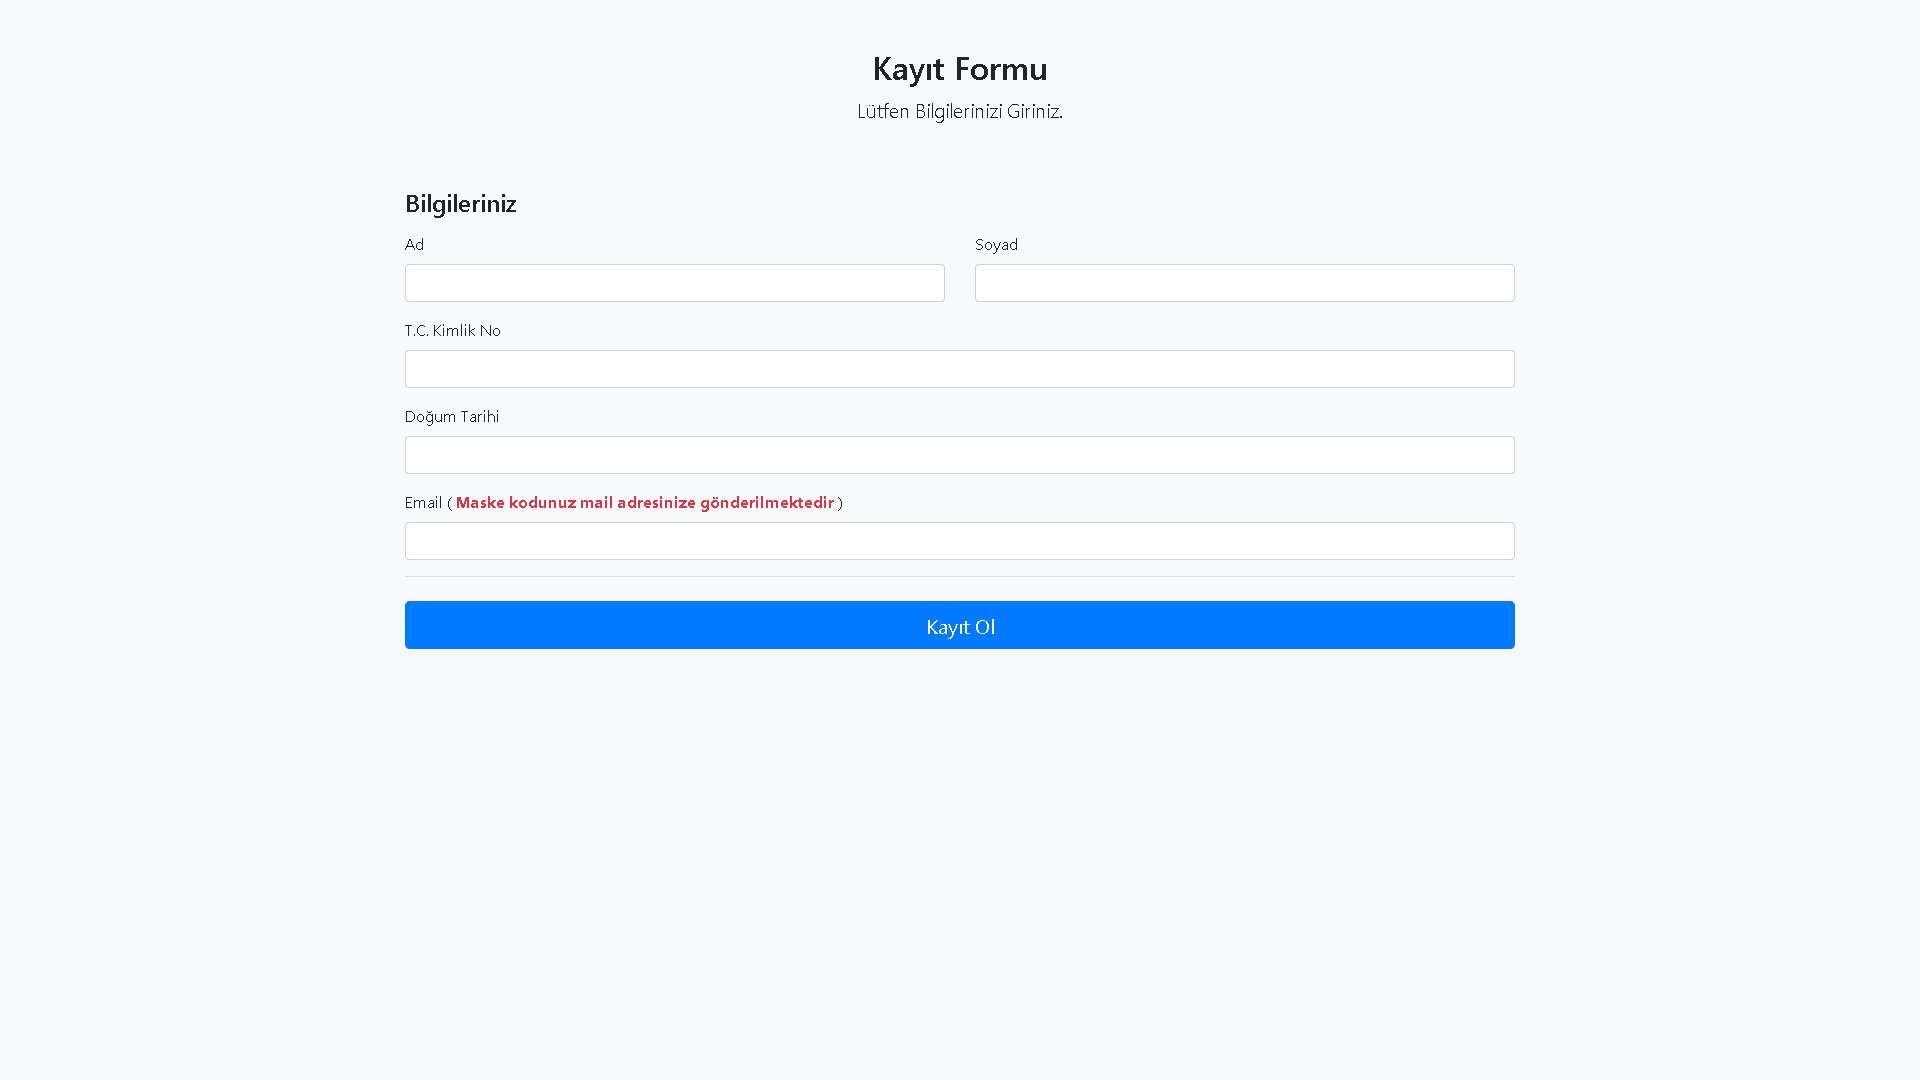 Kayıt Formu
Lütfen Bilgilerinizi Giriniz.
Bilgileriniz
Ad
Soyad
T.C. Kimlik No
Doğum Tarihi
Email ( Maske kodunuz mail adresinize gönderilmektedir )
Kayıt Ol